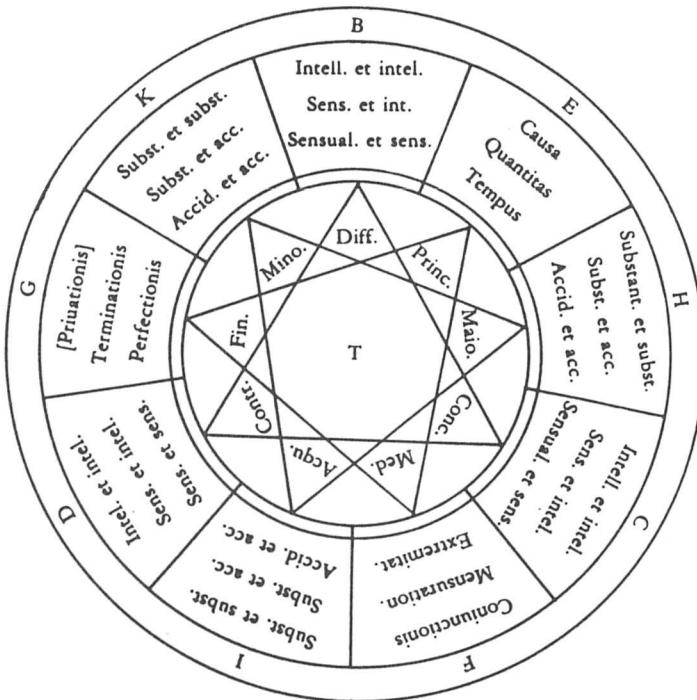 B
Intell. et intel.
Sens. et int.
Sensual. et sens.
E
Causa
Quantitas
Tempus
H
Substant. et subst.
Subst. et acc.
Accid. et acc.
C
Intell. et intel.
Sens. et intel.
Sensual. et sens.
F
Coniunctionis
Mensuration.
Extremitat.
I
Subst. et subst.
Subst. et acc.
Accid. et acc.
D
Intel. et intel.
Sens. et intel.
Sens. et sens.
G
[Priuationis]
Terminationis
Perfectionis
K
Subst. et subst.
Subst. et acc.
Accid. et acc.
Diff.
Princ.
Maio.
Conc.
Med.
Acqu.
Contr.
Fin.
Mino.
T